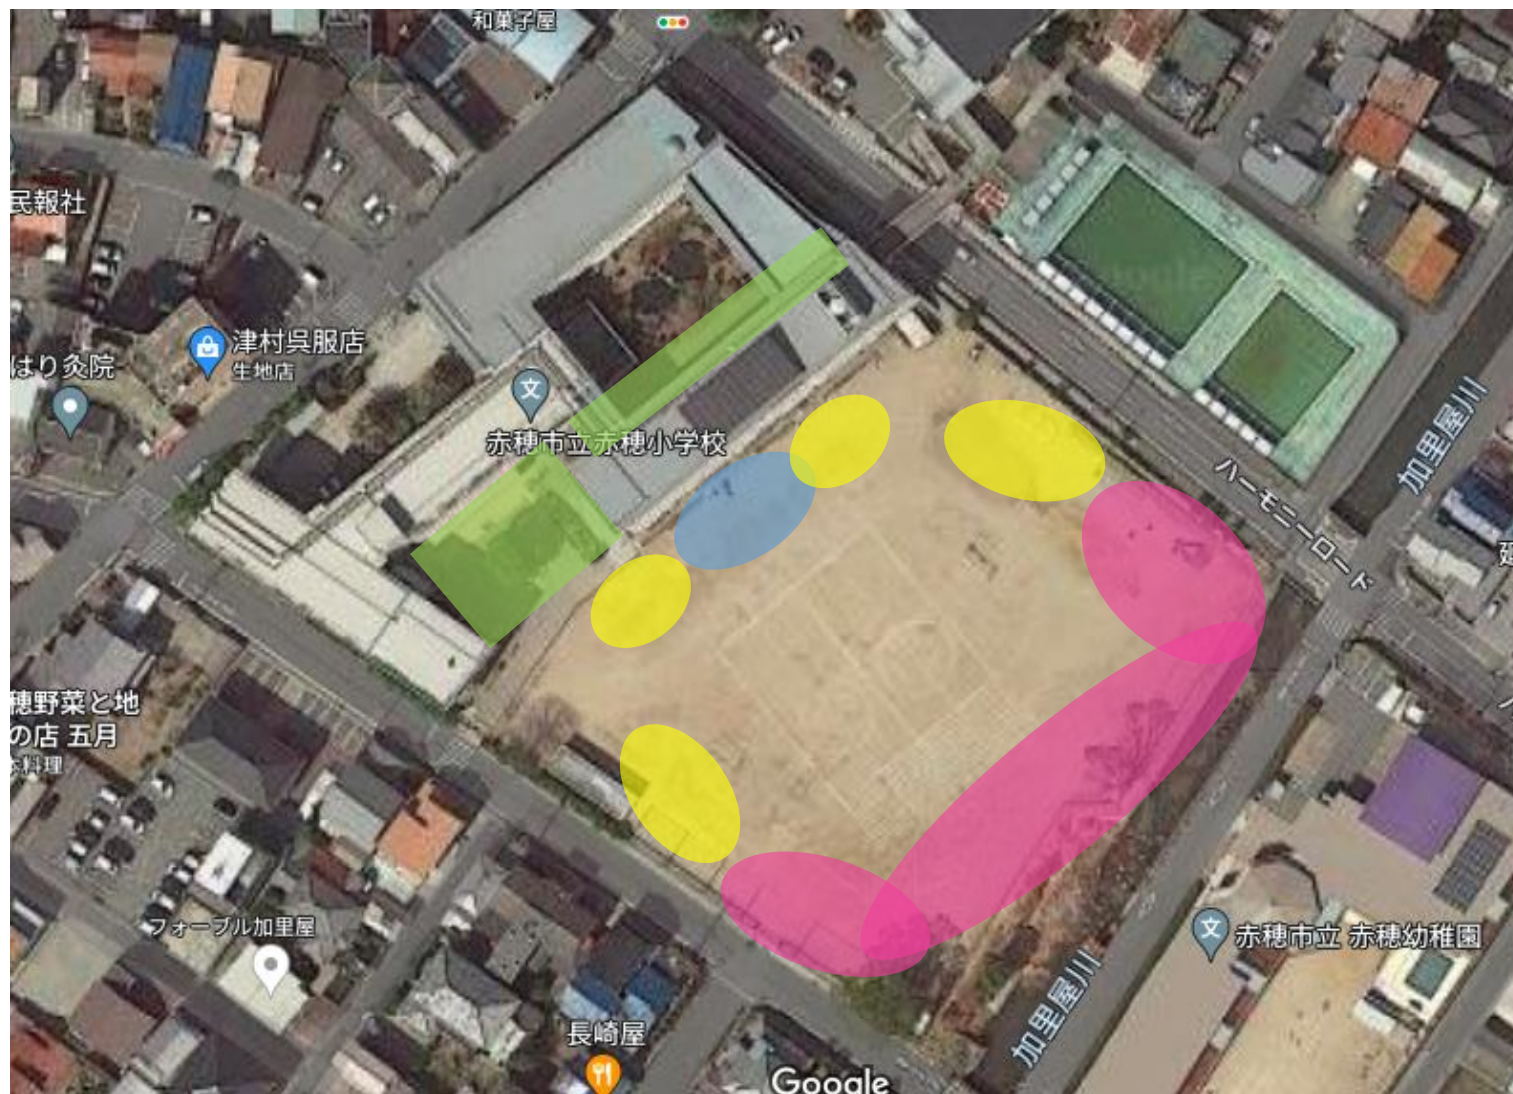 和菓子屋
民報社
津村呉服店
生地店
はり灸院
文
赤穂市立赤穂小学校
加里屋川
ハーモニーロード
穂野菜と地
の店 五月
本料理
フォーブル加里屋
文
赤穂市立 赤穂幼稚園
加里屋川
長崎屋
Google